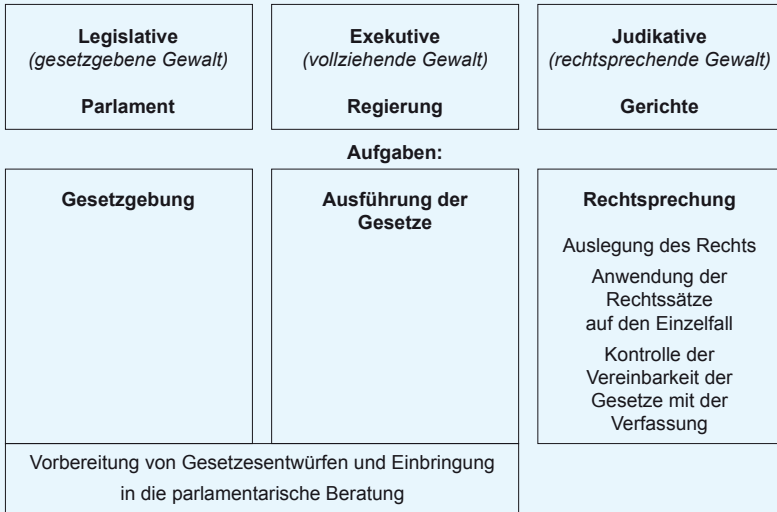 Legislative
(gesetzgebene Gewalt)
Parlament
Exekutive
(vollziehende Gewalt)
Regierung
Judikative
(rechtsprechende Gewalt)
Gerichte
Aufgaben:
Gesetzgebung
Ausführung der
Gesetze
Rechtsprechung
Auslegung des Rechts
Anwendung der
Rechtssätze
auf den Einzelfall
Kontrolle der
Vereinbarkeit der
Gesetze mit der
Verfassung
Vorbereitung von Gesetzesentwürfen und Einbringung
in die parlamentarische Beratung